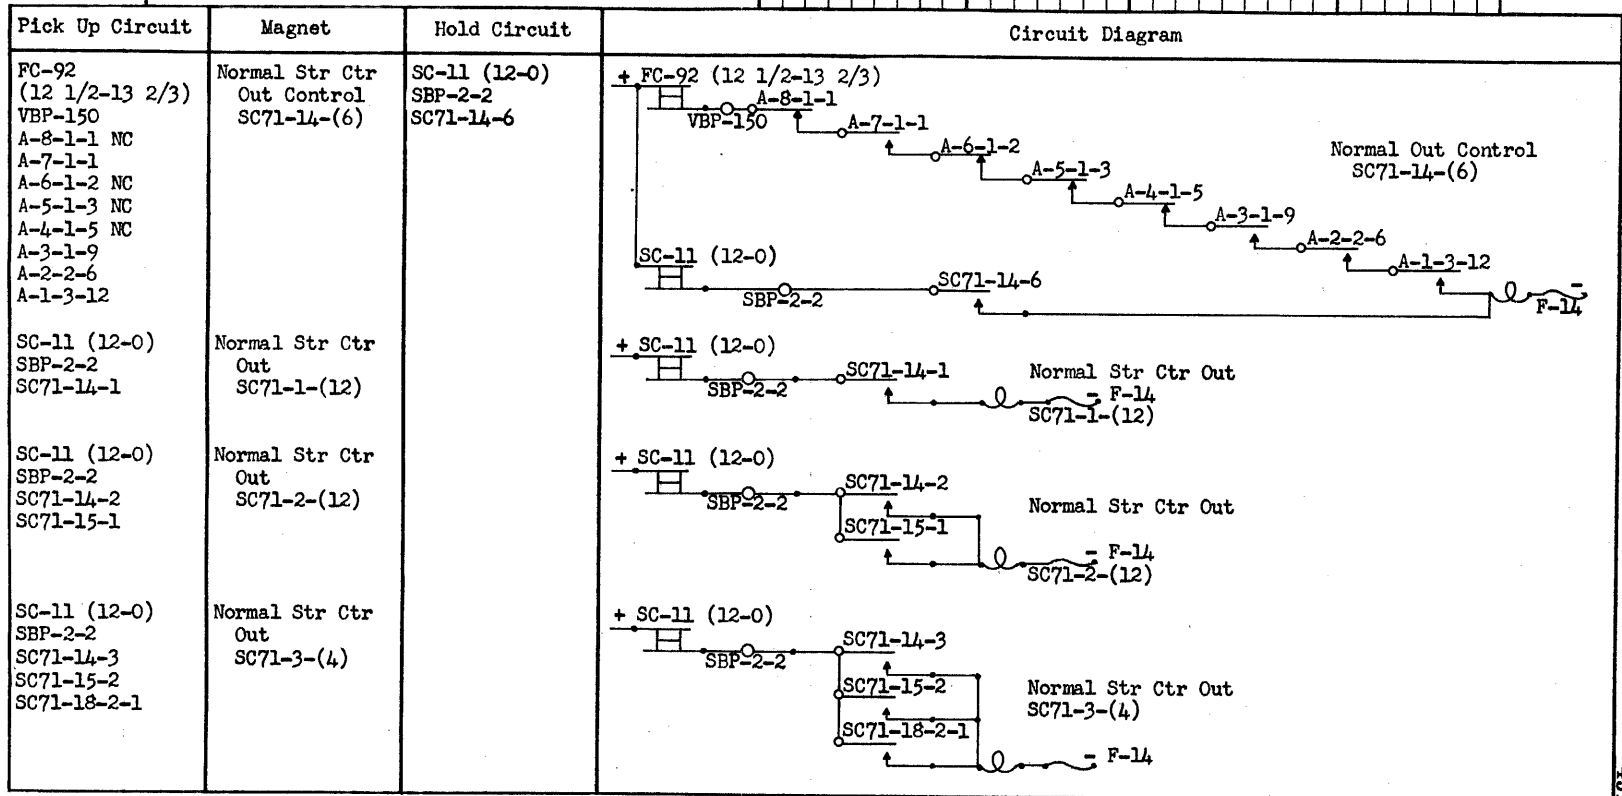 Pick Up Circuit
Magnet
Hold Circuit
Circuit Diagram
FC-92
(12 1/2-13 2/3)
VBP-150
A-8-1-1 NC
A-7-1-1
A-6-1-2 NC
A-5-1-3 NC
A-4-1-5 NC
A-3-1-9
A-2-2-6
A-1-3-12
Normal Str Ctr
Out Control
SC71-14-(6)
SC-11 (12-0)
SBP-2-2
SC71-14-6
+ FC-92 (12 1/2-13 2/3)
A-8-1-1
VBP-150
A-7-1-1
A-6-1-2
A-5-1-3
A-4-1-5
A-3-1-9
A-2-2-6
A-1-3-12
Normal Out Control
SC71-14-(6)
SC-11 (12-0)
SBP-2-2
SC71-14-6
-
F-14
SC-11 (12-0)
SBP-2-2
SC71-14-1
Normal Str Ctr
Out
SC71-1-(12)
+ SC-11 (12-0)
SBP-2-2
SC71-14-1
Normal Str Ctr Out
- F-14
SC71-1-(12)
SC-11 (12-0)
SBP-2-2
SC71-14-2
SC71-15-1
Normal Str Ctr
Out
SC71-2-(12)
+ SC-11 (12-0)
SBP-2-2
SC71-14-2
SC71-15-1
Normal Str Ctr Out
- F-14
SC71-2-(12)
SC-11 (12-0)
SBP-2-2
SC71-14-3
SC71-15-2
SC71-18-2-1
Normal Str Ctr
Out
SC71-3-(4)
+ SC-11 (12-0)
SBP-2-2
SC71-14-3
SC71-15-2
SC71-18-2-1
Normal Str Ctr Out
SC71-3-(4)
- F-14